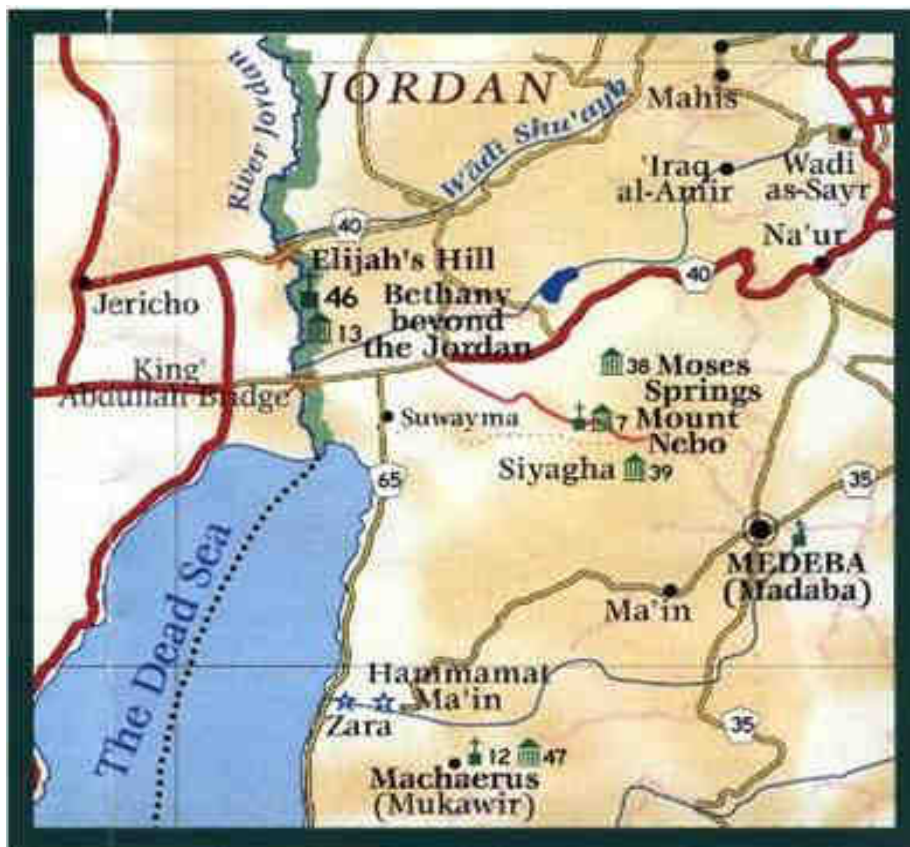 JORDAN
River Jordan
Wadi Shu'ayb
Mahis
'Iraq
al-Amir
Wadi
as-Sayr
Na'ur
40
Elijah's Hill
40
Jericho
46
Bethany
beyond
the Jordan
13
King
Abdullah Bridge
38 Moses
Springs
7 Mount
Nebo
Suwayma
Siyagha 39
65
35
The Dead Sea
MEDEBA
(Madaba)
Ma'in
Hammamat
Ma'in
Zara
35
12 47
Machaerus
(Mukawir)